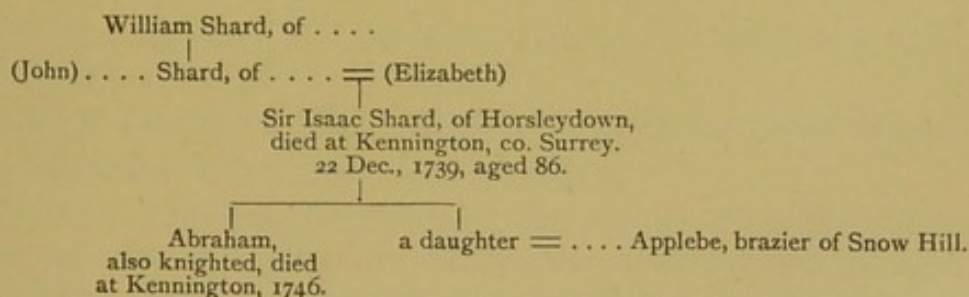 William Shard, of . . . .
(John) . . . . Shard, of . . . . = (Elizabeth)
Sir Isaac Shard, of Horsleydown,
died at Kennington, co. Surrey.
22 Dec., 1739, aged 86.
Abraham,
also knighted, died
at Kennington, 1746.
a daughter = . . . . Applebe, brazier of Snow Hill.